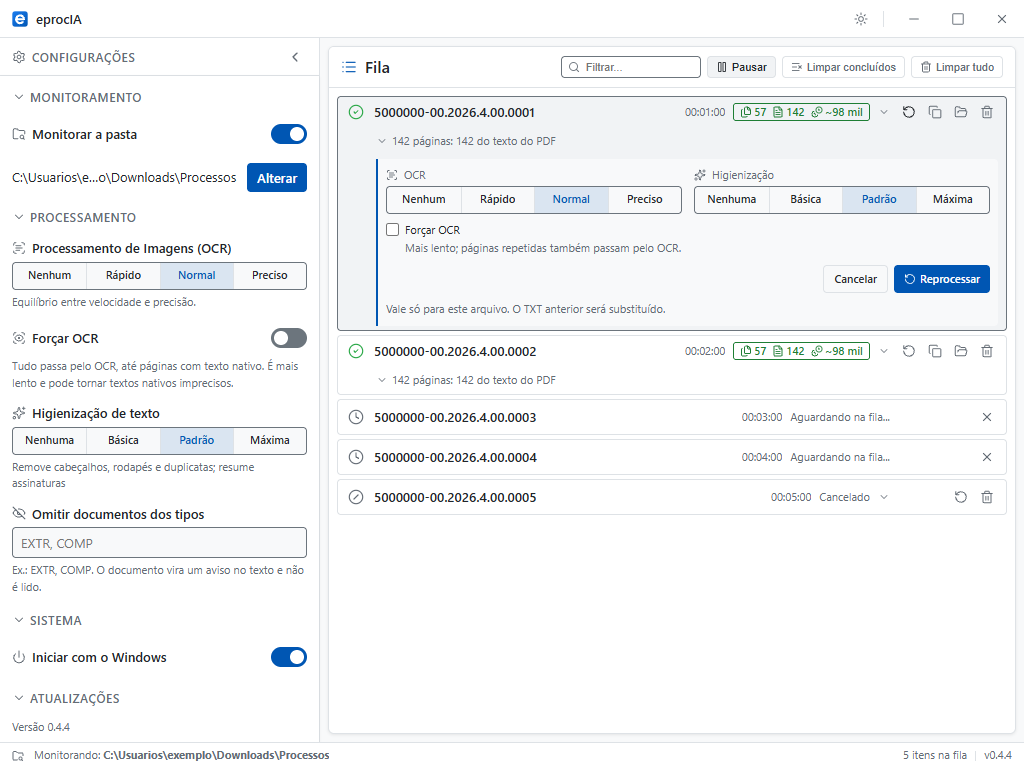 eprocIA
CONFIGURAÇÕES
MONITORAMENTO
Monitorar a pasta
C:\Usuarios\e...o\Downloads\Processos
Alterar
PROCESSAMENTO
Processamento de Imagens (OCR)
Nenhum Rápido Normal Preciso
Equilíbrio entre velocidade e precisão.
Forçar OCR
Tudo passa pelo OCR, até páginas com texto nativo. É mais
lento e pode tornar textos nativos imprecisos.
Higienização de texto
Nenhuma Básica Padrão Máxima
Remove cabeçalhos, rodapés e duplicatas; resume
assinaturas
Omitir documentos dos tipos
EXTR, COMP
Ex.: EXTR, COMP. O documento vira um aviso no texto e não
é lido.
SISTEMA
Iniciar com o Windows
ATUALIZAÇÕES
Versão 0.4.4
Fila
Filtrar...
Pausar
Limpar concluídos
Limpar tudo
5000000-00.2026.4.00.0001 00:01:00 57 142 ~98 mil
142 páginas: 142 do texto do PDF
OCR
Nenhum Rápido Normal Preciso
Higienização
Nenhuma Básica Padrão Máxima
Forçar OCR
Mais lento; páginas repetidas também passam pelo OCR.
Cancelar Reprocessar
Vale só para este arquivo. O TXT anterior será substituído.
5000000-00.2026.4.00.0002 00:02:00 57 142 ~98 mil
142 páginas: 142 do texto do PDF
5000000-00.2026.4.00.0003 00:03:00 Aguardando na fila...
5000000-00.2026.4.00.0004 00:04:00 Aguardando na fila...
5000000-00.2026.4.00.0005 00:05:00 Cancelado
Monitorando: C:\Usuarios\exemplo\Downloads\Processos
5 itens na fila v0.4.4